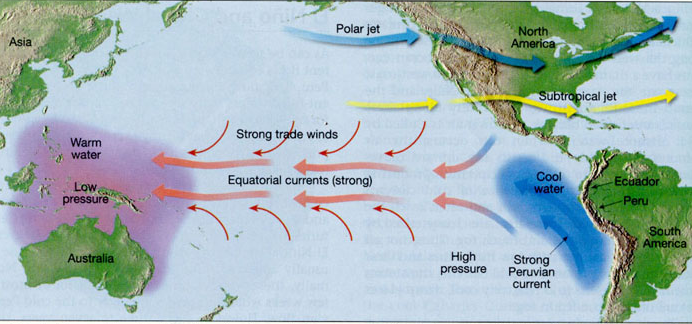 Asia
Polar jet
North
America
Subtropical jet
Strong trade winds
Warm
water
Equatorial currents (strong)
Low
pressure
Cool
water
Ecuador
Peru
South
America
Australia
High
pressure
Strong
Peruvian
current